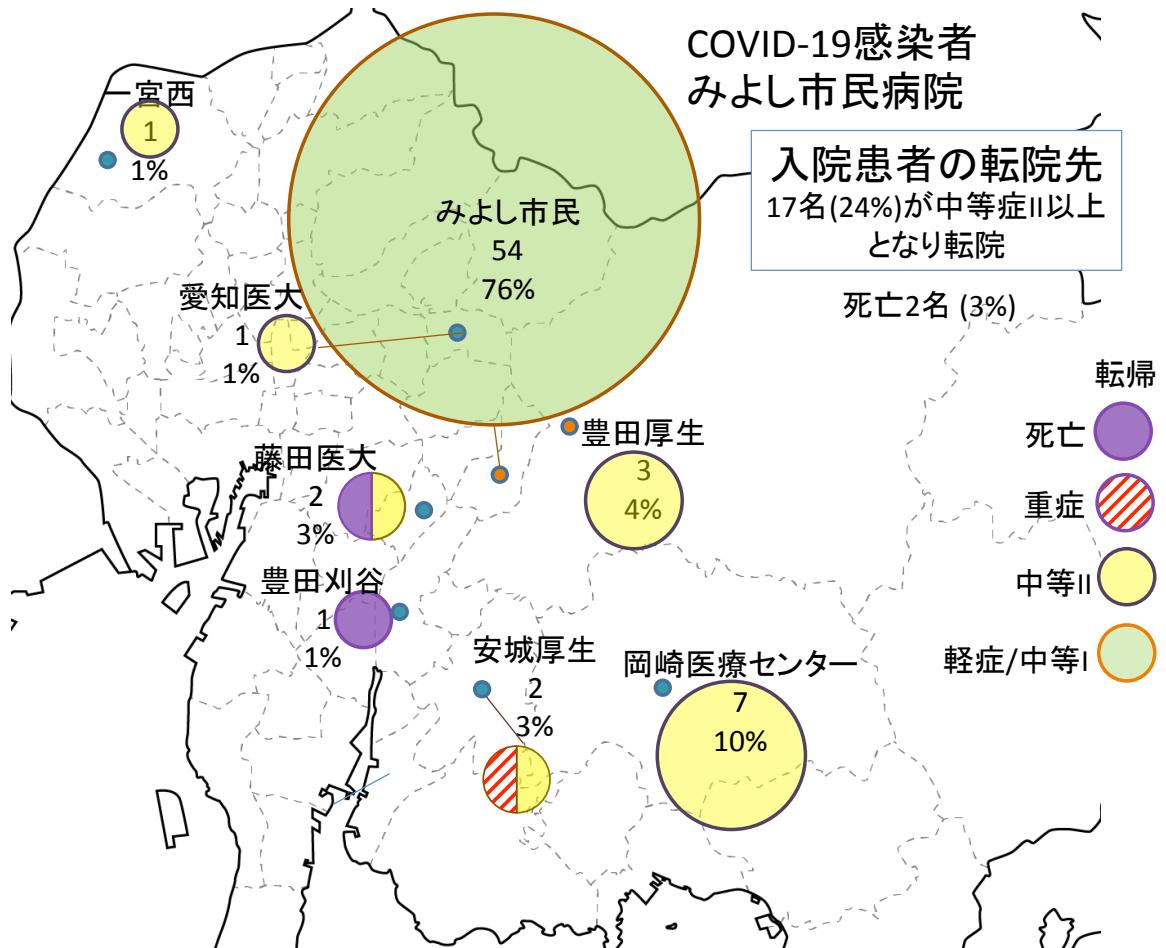 COVID-19感染者
みよし市民病院
入院患者の転院先
17名(24%)が中等症II以上
となり転院
死亡2名 (3%)
一宮西
1
1%
みよし市民
54
76%
愛知医大
1
1%
豊田厚生
3
4%
藤田医大
2
3%
豊田刈谷
1
1%
安城厚生
2
3%
岡崎医療センター
7
10%
転帰
死亡
重症
中等II
軽症/中等I